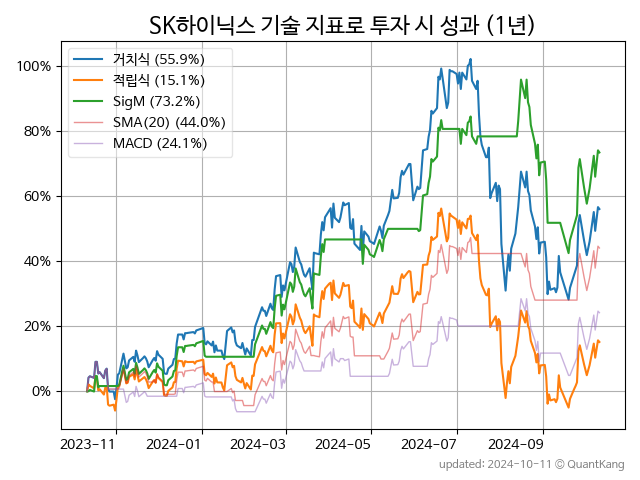 SK하이닉스 기술 지표로 투자 시 성과 (1년)
거치식 (55.9%)
적립식 (15.1%)
SigM (73.2%)
SMA(20) (44.0%)
MACD (24.1%)
100%
80%
60%
40%
20%
0%
2023-11 2024-01 2024-03 2024-05 2024-07 2024-09
updated: 2024-10-11 © QuantKang